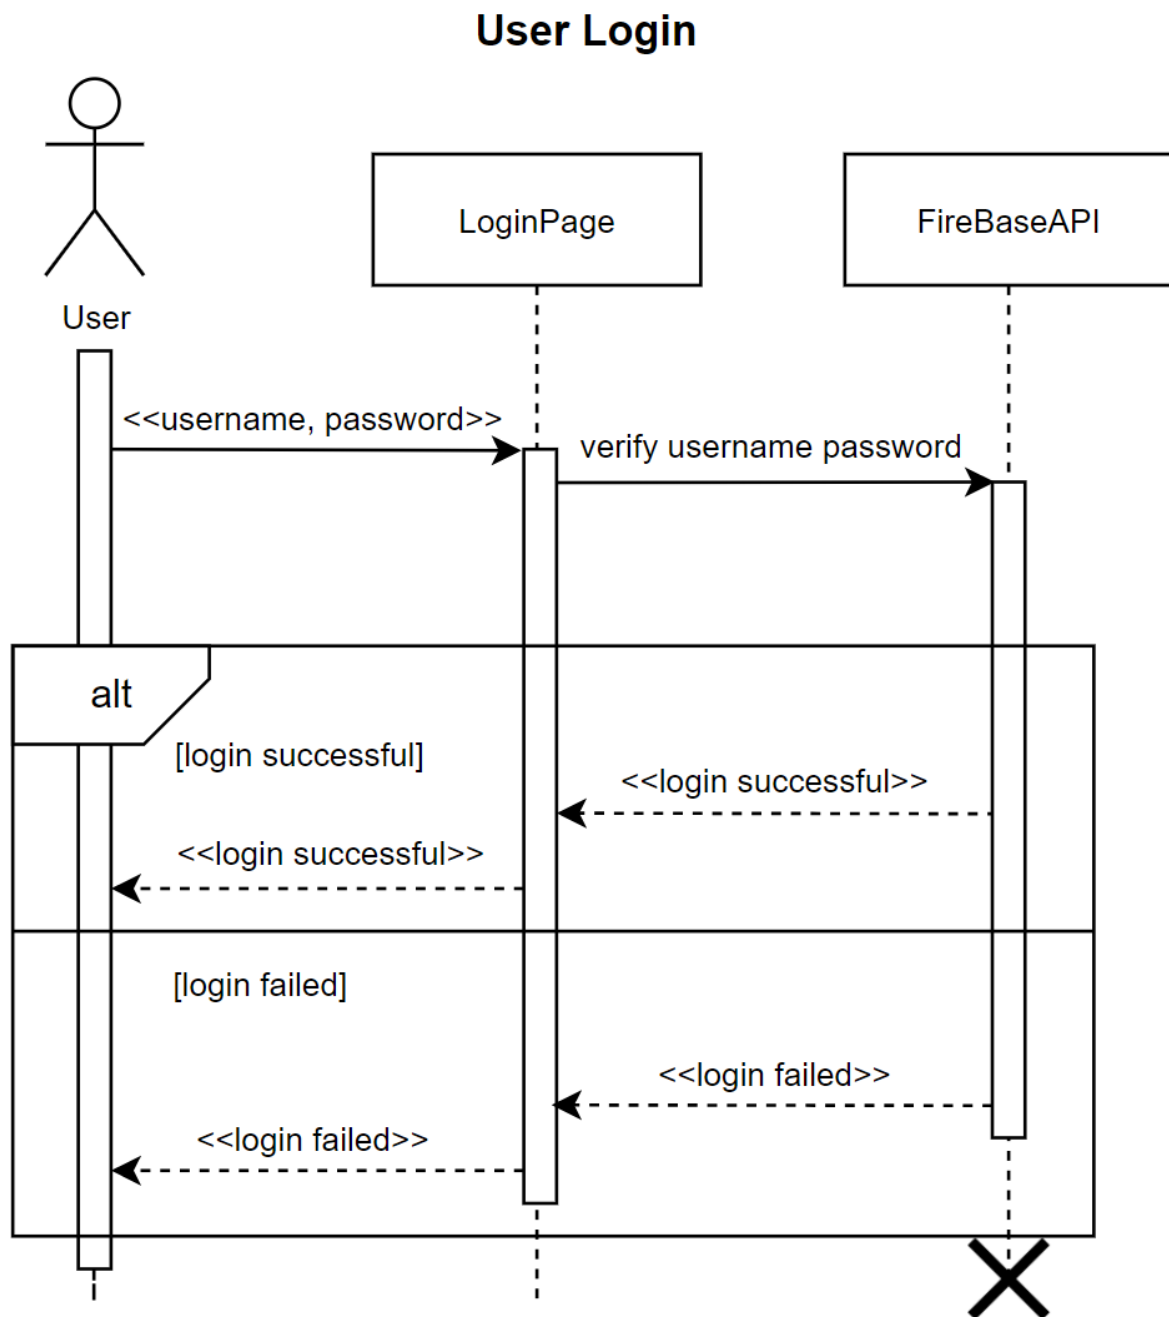 User Login
LoginPage
FireBaseAPI
User
<<username, password>>
verify username password
alt
[login successful]
<<login successful>>
<<login successful>>
[login failed]
<<login failed>>
<<login failed>>